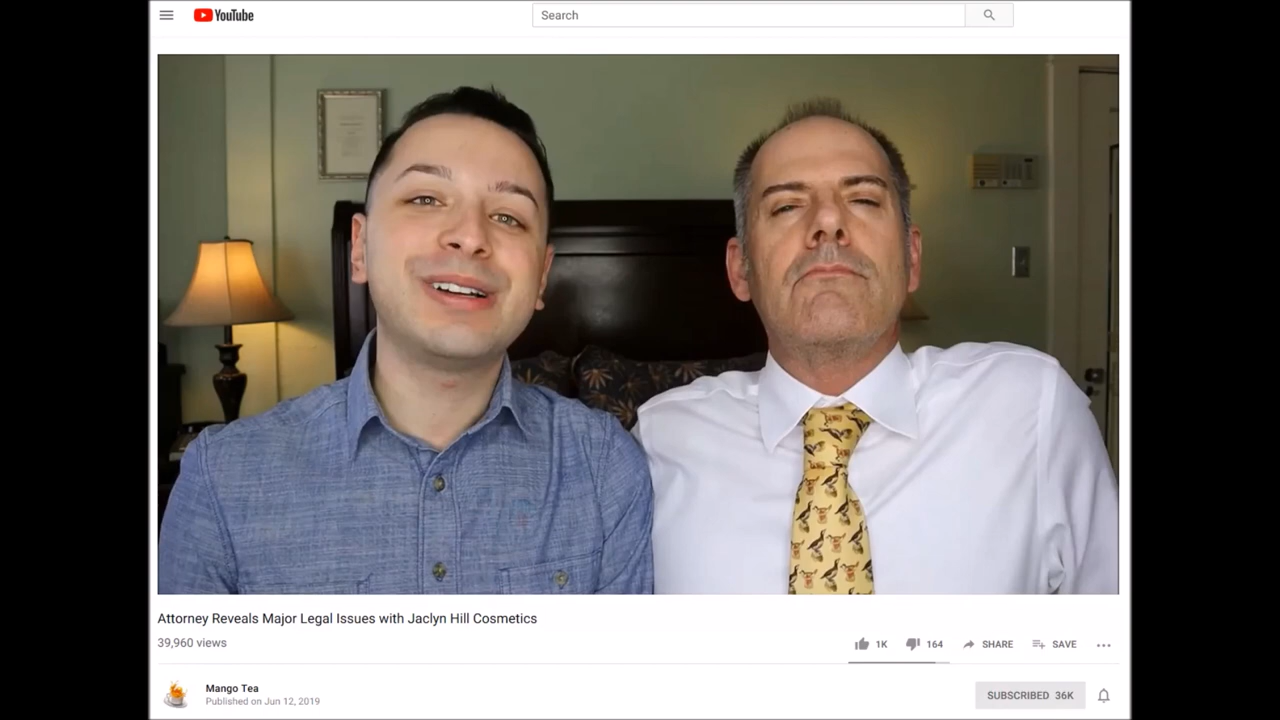 YouTube
Search
Attorney Reveals Major Legal Issues with Jaclyn Hill Cosmetics
39,960 views
1K 164 SHARE SAVE
Mango Tea
Published on Jun 12, 2019
SUBSCRIBED 36K